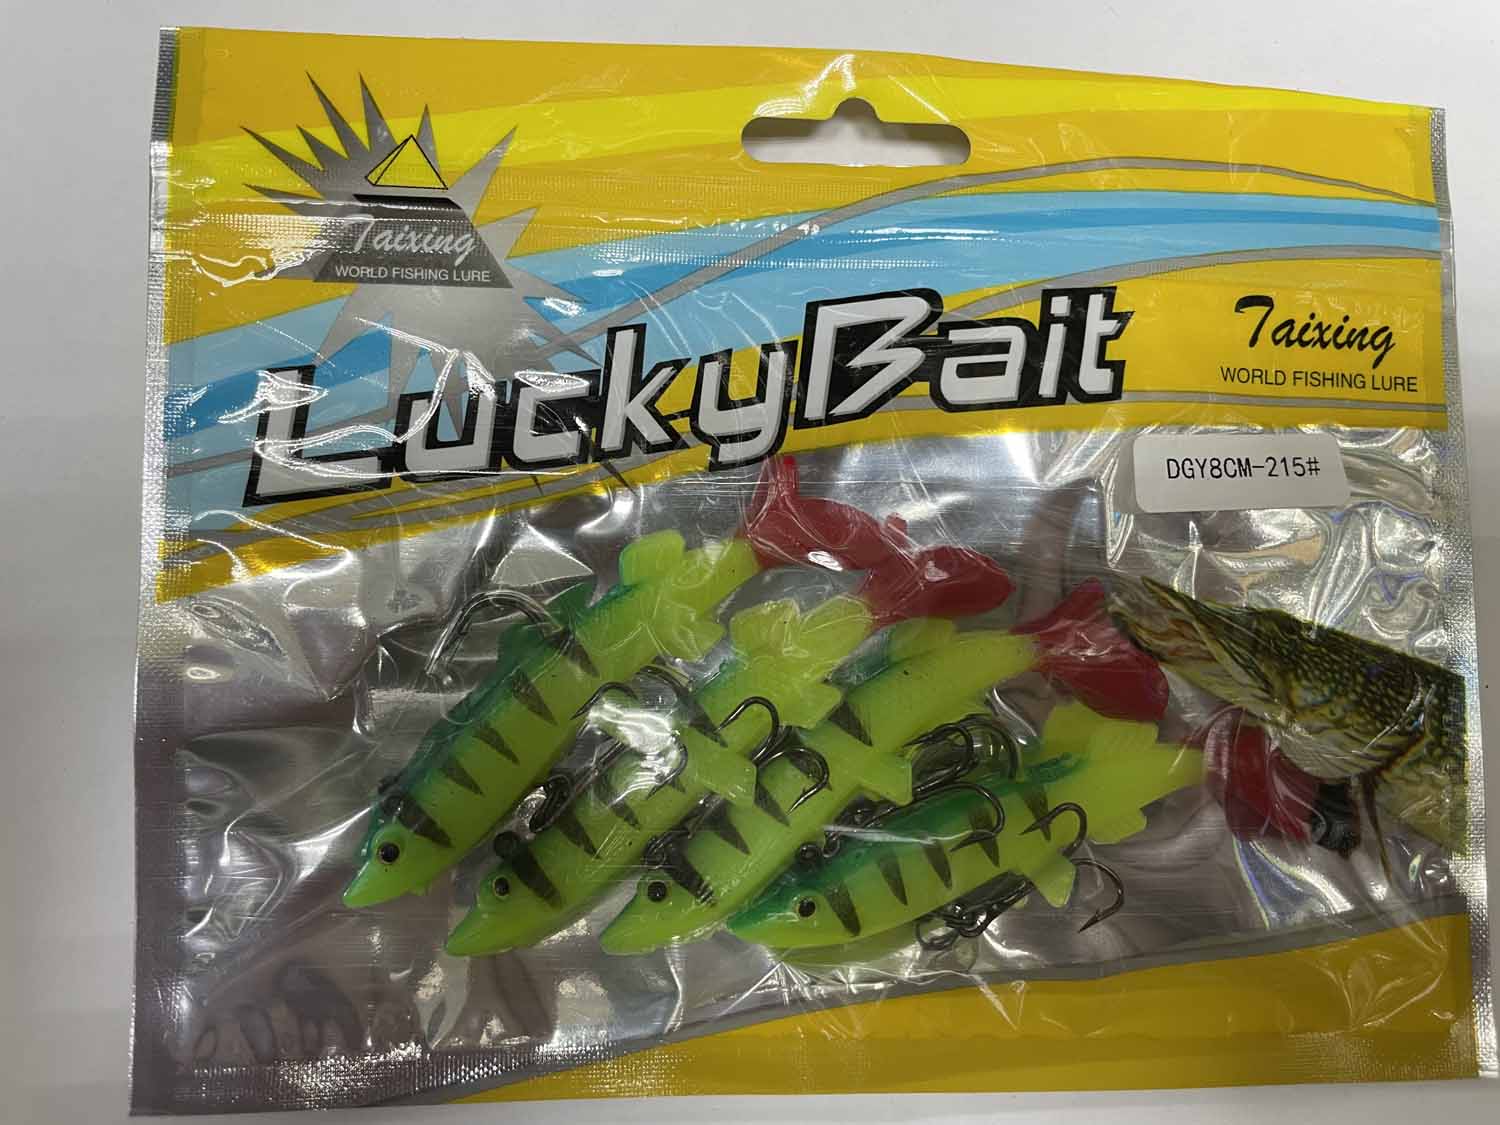 Taixing
WORLD FISHING LURE
LuckyBait
Taixing
WORLD FISHING LURE
DGY8CM-215#